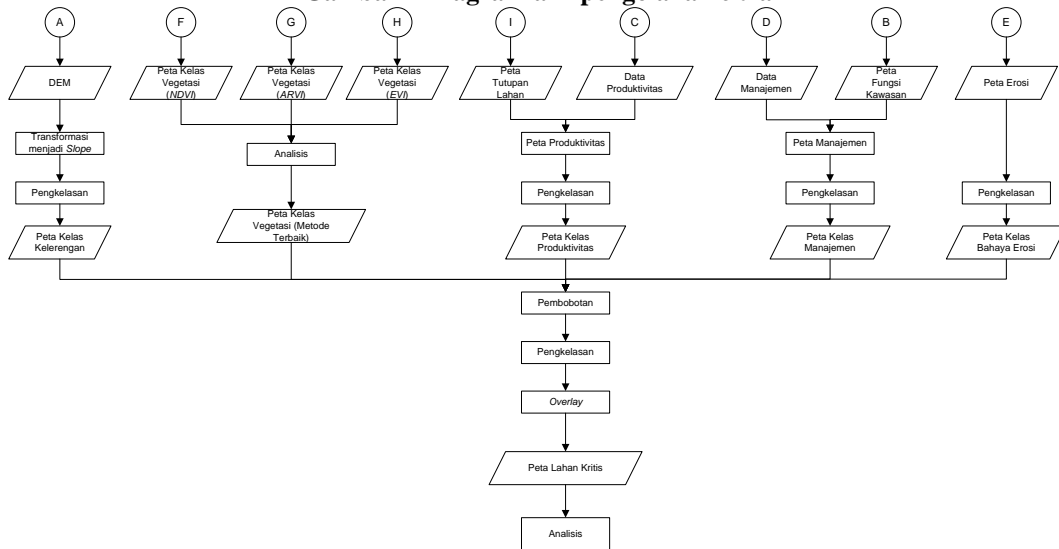 A
F
G
H
I
C
D
B
E
DEM
Peta Kelas
Vegetasi
(NDVI)
Peta Kelas
Vegetasi
(ARVI)
Peta Kelas
Vegetasi
(EVI)
Peta
Tutupan
Lahan
Data
Produktivitas
Data
Manajemen
Peta
Fungsi
Kawasan
Peta Erosi
Transformasi
menjadi Slope
Analisis
Peta Produktivitas
Peta Manajemen
Pengkelasan
Pengkelasan
Pengkelasan
Pengkelasan
Peta Kelas
Kelerengan
Peta Kelas
Vegetasi (Metode
Terbaik)
Peta Kelas
Produktivitas
Peta Kelas
Manajemen
Peta Kelas
Bahaya Erosi
Pembobotan
Pengkelasan
Overlay
Peta Lahan Kritis
Analisis